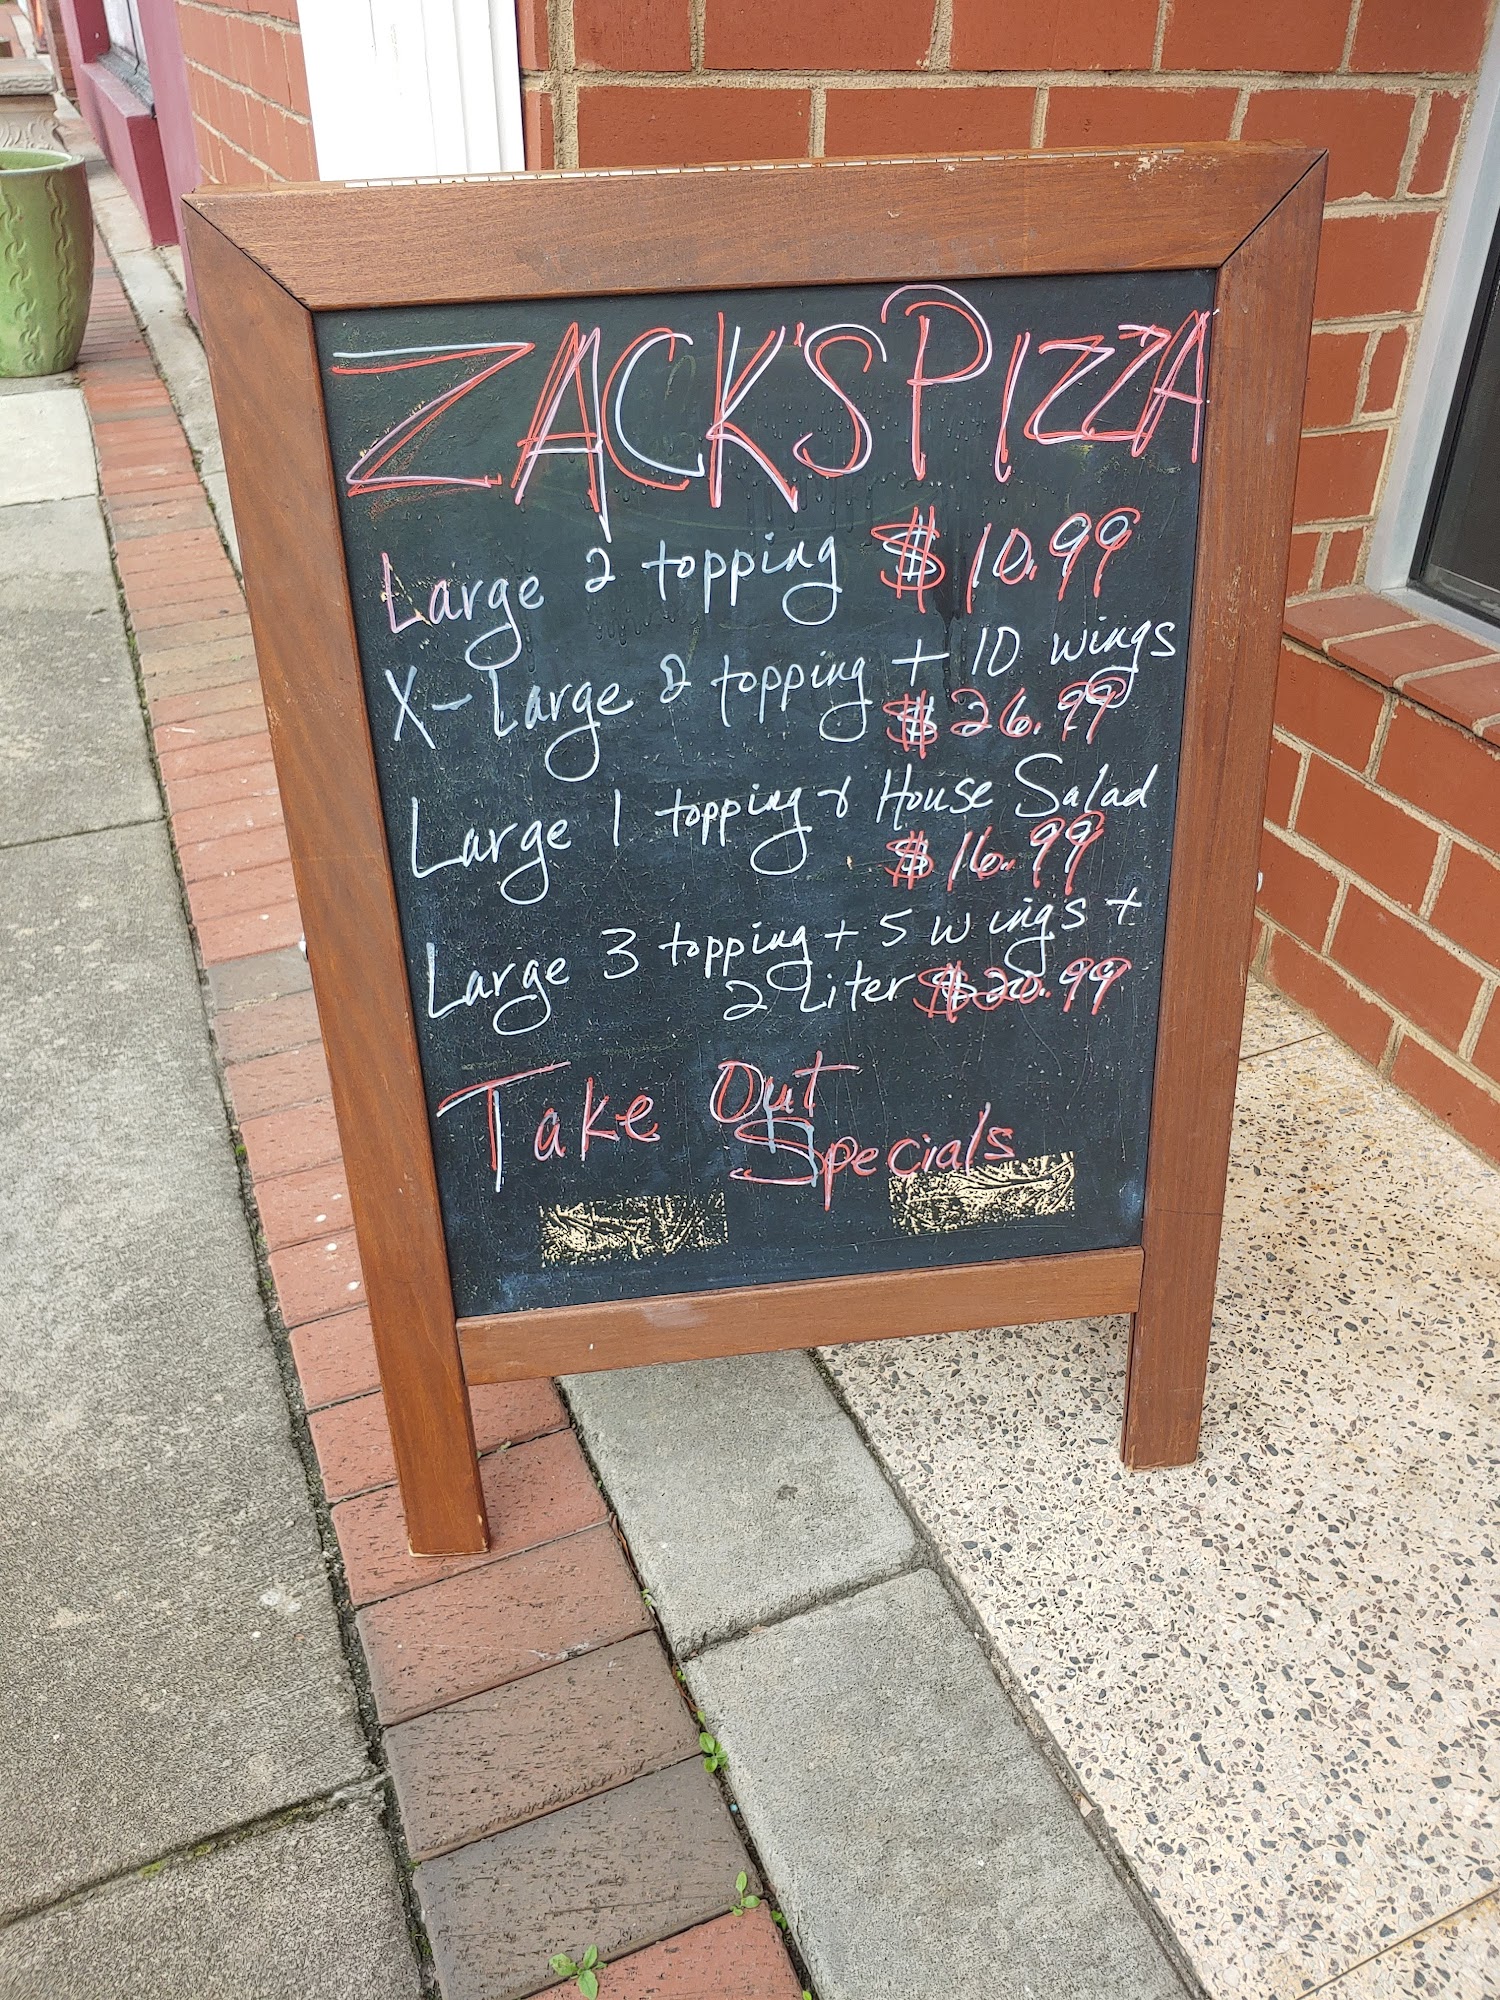 ZACK'S PIZZA
Large 2 topping $10.99
X-Large 2 topping + 10 wings
$26.99
Large 1 topping & House Salad
$16.99
Large 3 topping + 5 wings +
2 Liter $20.99
Take Out
Specials